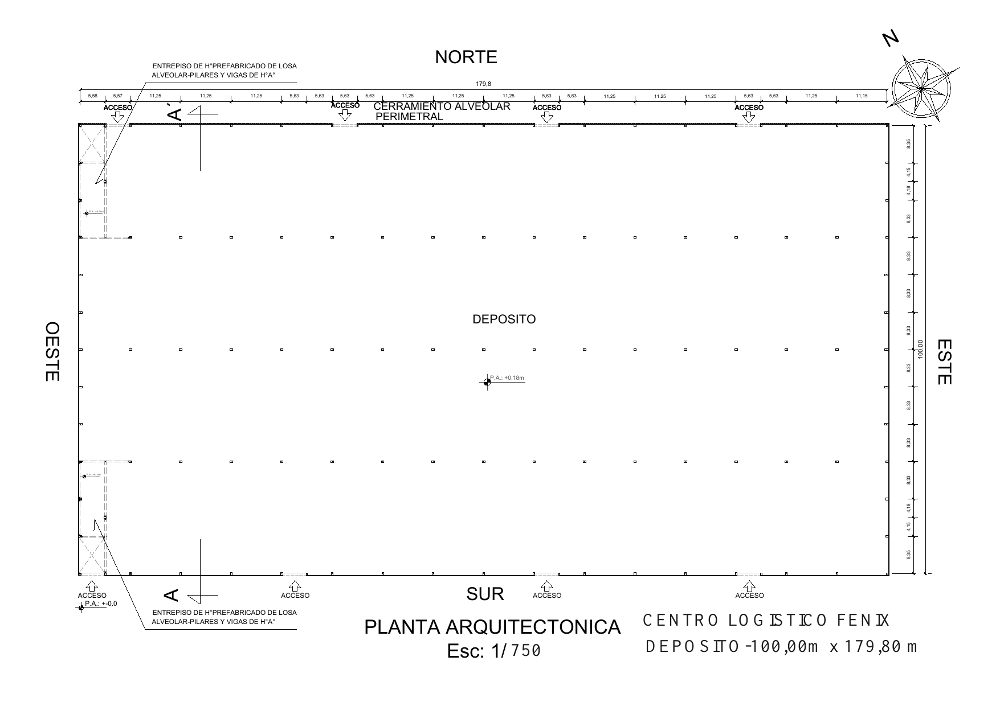 N
NORTE
ENTREPISO DE H°PREFABRICADO DE LOSA
ALVEOLAR-PILARES Y VIGAS DE H°A°
179,8
5,58 5,57 11,25 11,25 11,25 5,63 5,63 5,63 5,63 11,25 11,25 11,25 5,63 5,63 11,25 11,25 11,25 5,63 5,63 11,25 11,15
ACCESO ACCESO ACCESO ACCESO
CERRAMIENTO ALVEOLAR
PERIMETRAL
A´
8,35
4,15
4,18
8,33
8,33
8,33
8,33
8,33
8,33
8,33
8,33
4,18
4,15
8,35
100.00
OESTE
ESTE
DEPOSITO
P.A.: +0.18m
ACCESO ACCESO ACCESO ACCESO
P.A.: +-0.0
A
SUR
ENTREPISO DE H°PREFABRICADO DE LOSA
ALVEOLAR-PILARES Y VIGAS DE H°A°
PLANTA ARQUITECTONICA
Esc: 1/750
CENTRO LOGISTICO FENIX
DEPOSITO-100,00m x 179,80 m